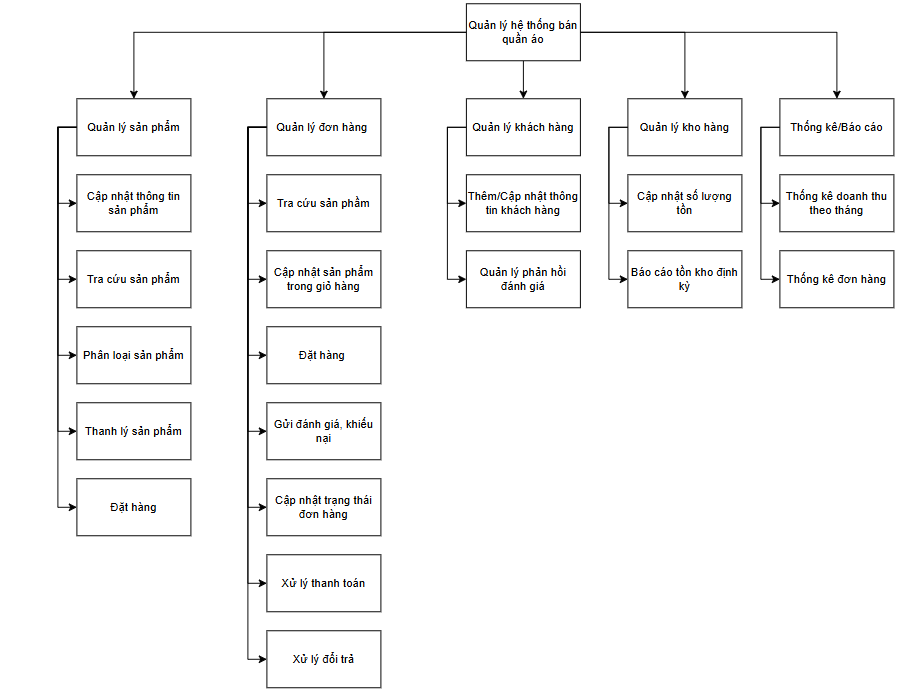 Quản lý hệ thống bán
quần áo
Quản lý sản phẩm
Quản lý đơn hàng
Quản lý khách hàng
Quản lý kho hàng
Thống kê/Báo cáo
Cập nhật thông tin
sản phẩm
Tra cứu sản phẩm
Thêm/Cập nhật thông
tin khách hàng
Cập nhật số lượng
tồn
Thống kê doanh thu
theo tháng
Tra cứu sản phẩm
Cập nhật sản phẩm
trong giỏ hàng
Quản lý phản hồi
đánh giá
Báo cáo tồn kho định
kỳ
Thống kê đơn hàng
Phân loại sản phẩm
Đặt hàng
Thanh lý sản phẩm
Gửi đánh giá, khiếu
nại
Đặt hàng
Cập nhật trạng thái
đơn hàng
Xử lý thanh toán
Xử lý đổi trả